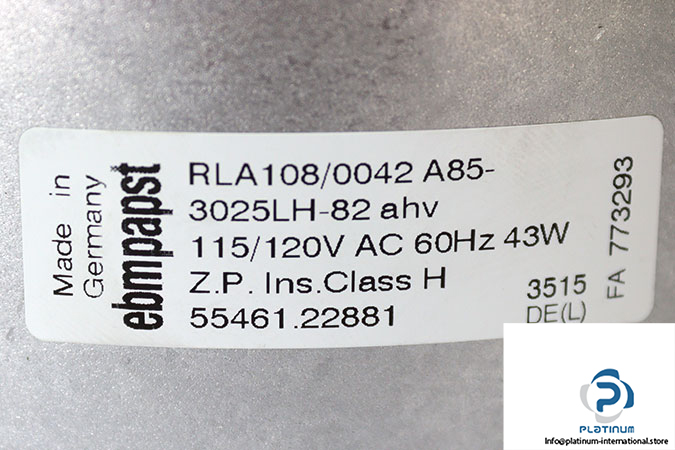 Made in
Germany
ebmpapst
RLA108/0042 A85-
3025LH-82 ahv
115/120V AC 60Hz 43W
Z.P. Ins.Class H
55461.22881
3515
DE(L)
FA 773293
PLATINUM
Info@platinum-international.store